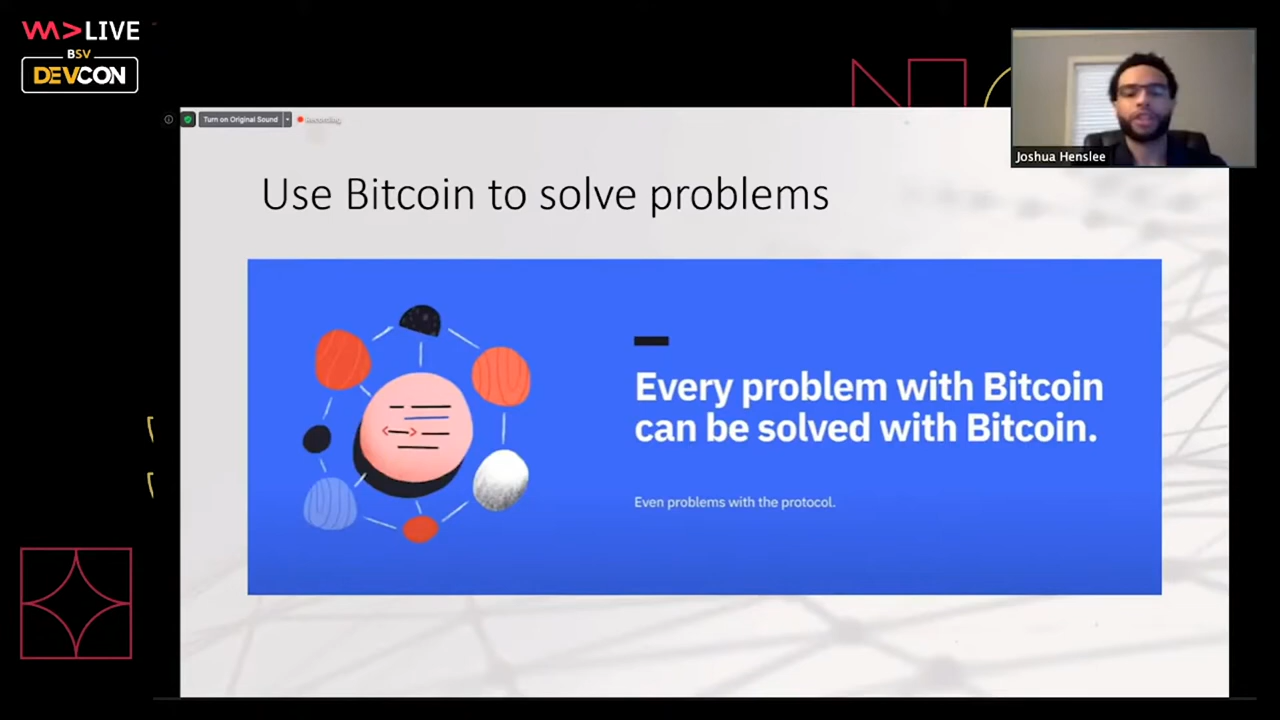 LIVE
BSV
DEVCON
Turn on Original Sound
Recording
Joshua Henslee
Use Bitcoin to solve problems
Every problem with Bitcoin
can be solved with Bitcoin.
Even problems with the protocol.